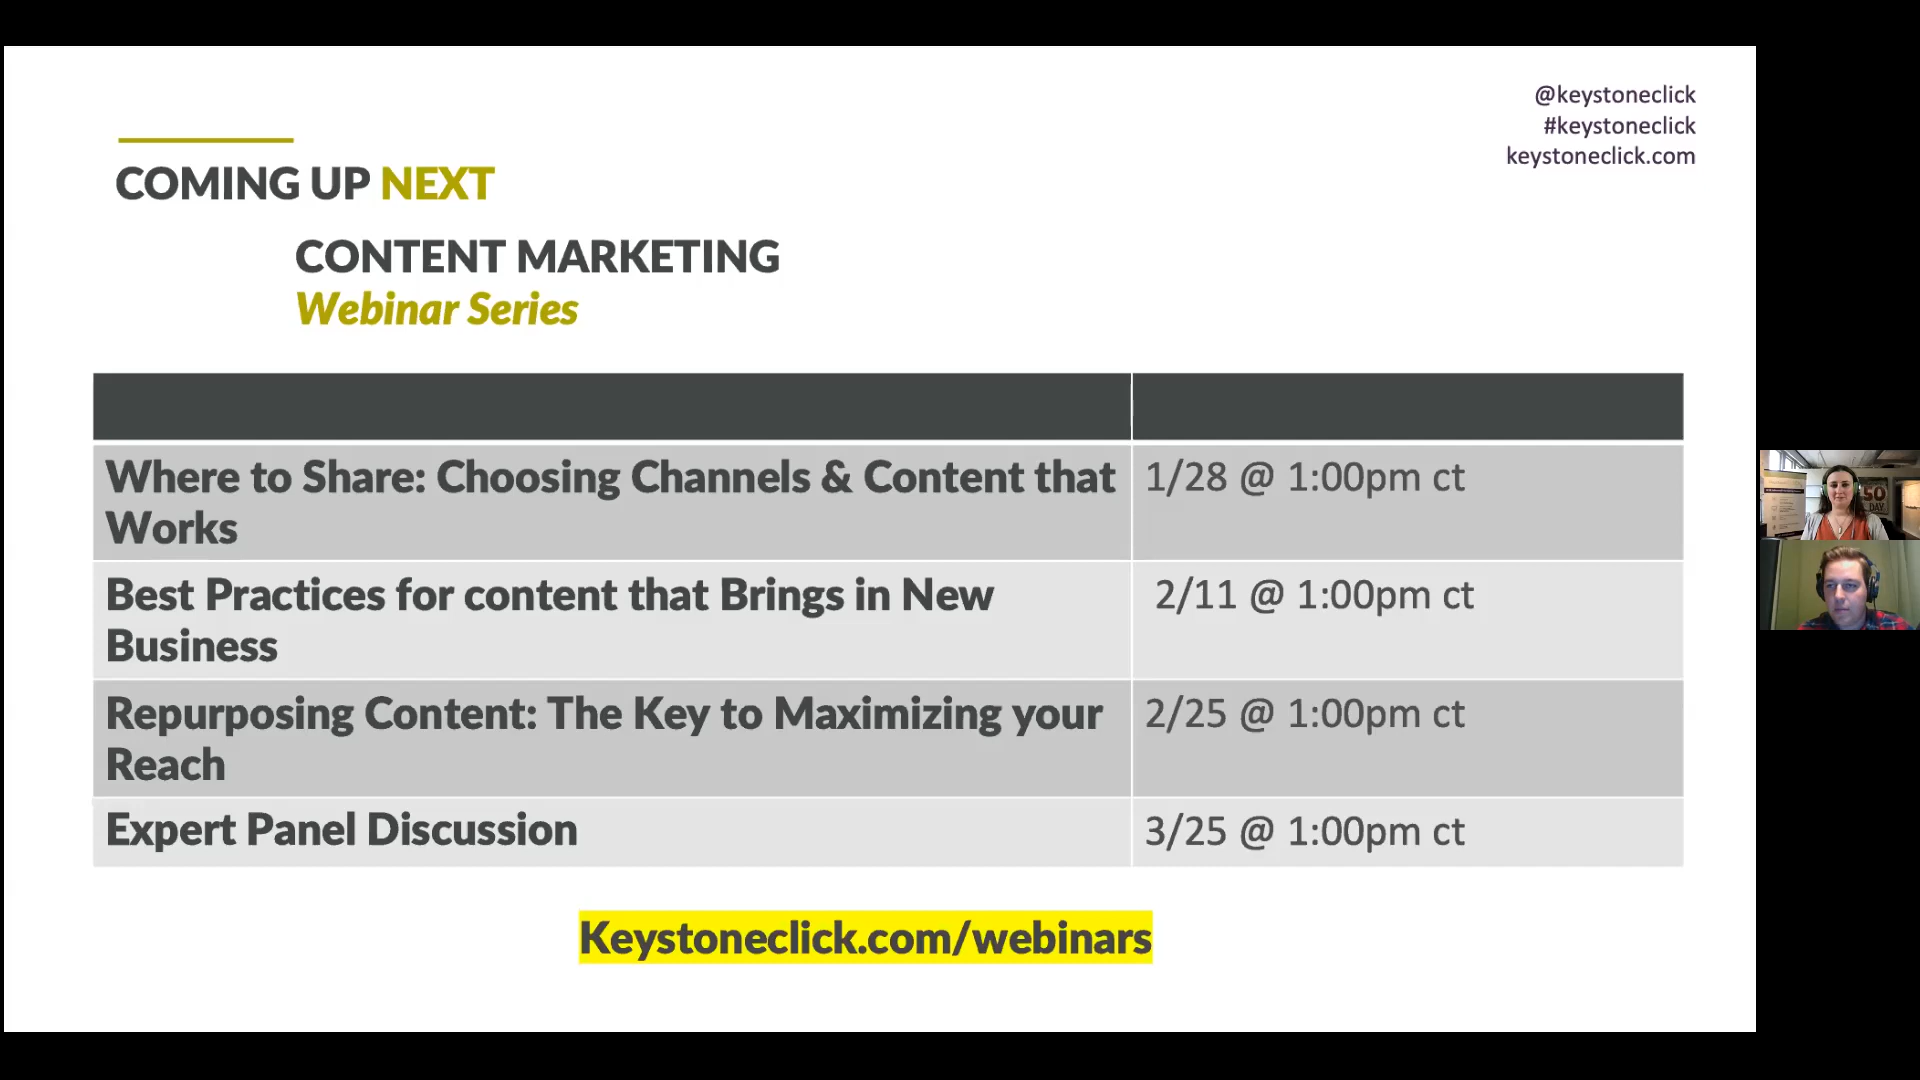 @keystoneclick
#keystoneclick
keystoneclick.com
COMING UP NEXT
CONTENT MARKETING
Webinar Series
Where to Share: Choosing Channels & Content that
Works
1/28 @ 1:00pm ct
Best Practices for content that Brings in New
Business
2/11 @ 1:00pm ct
Repurposing Content: The Key to Maximizing your
Reach
2/25 @ 1:00pm ct
Expert Panel Discussion
3/25 @ 1:00pm ct
Keystoneclick.com/webinars
50
DAY